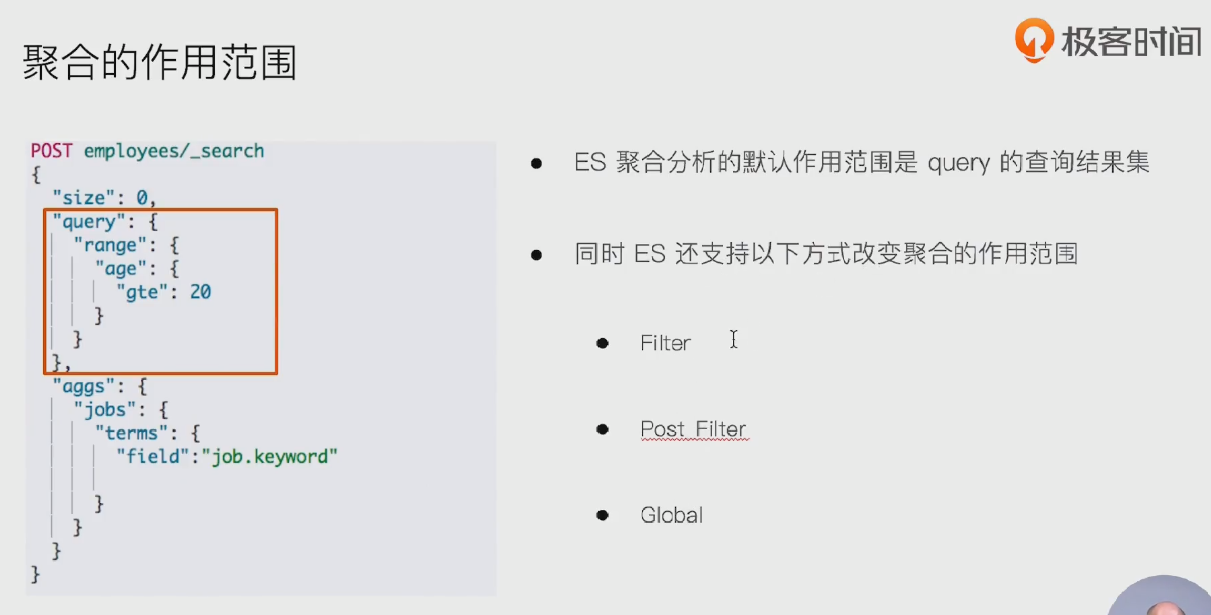 聚合的作用范围
极客时间
POST employees/_search
{
"size": 0,
"query": {
"range": {
"age": {
"gte": 20
}
}
},
"aggs": {
"jobs": {
"terms": {
"field":"job.keyword"
}
}
}
}
ES 聚合分析的默认作用范围是 query 的查询结果集
同时 ES 还支持以下方式改变聚合的作用范围
Filter
Post Filter
Global